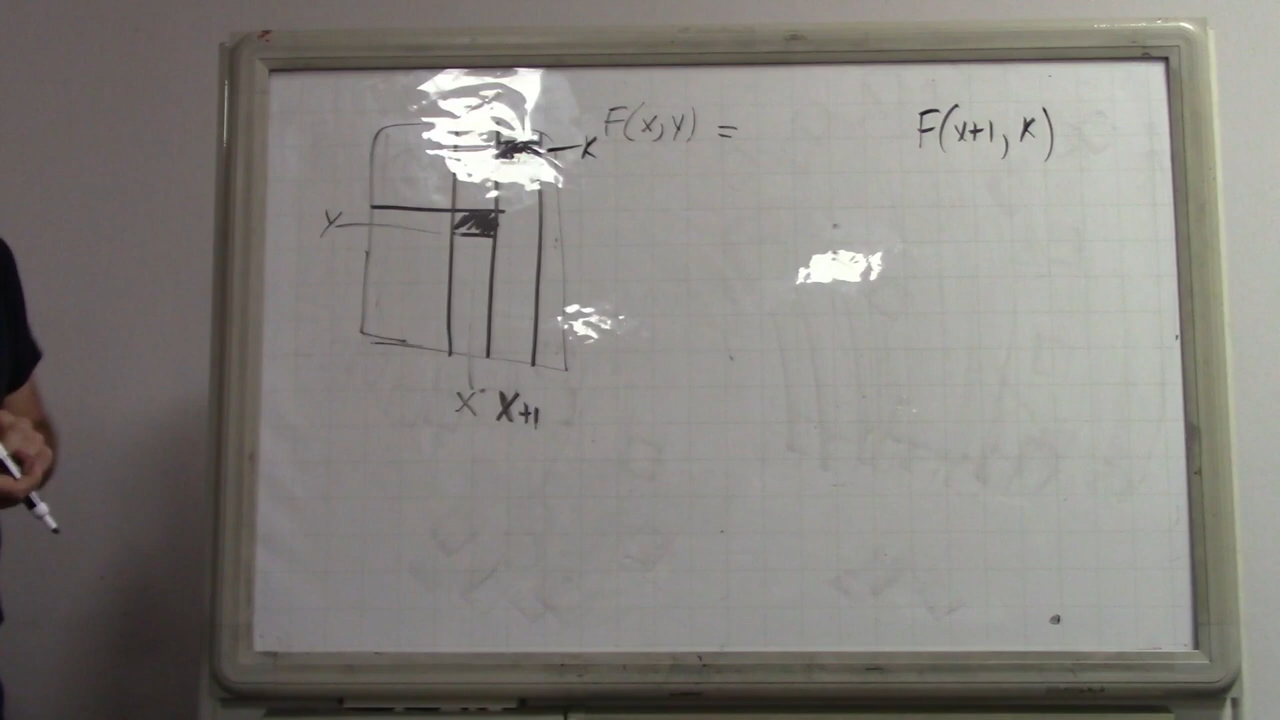 F(x,y) =
F(x+1, K)
K
Y
X X+1